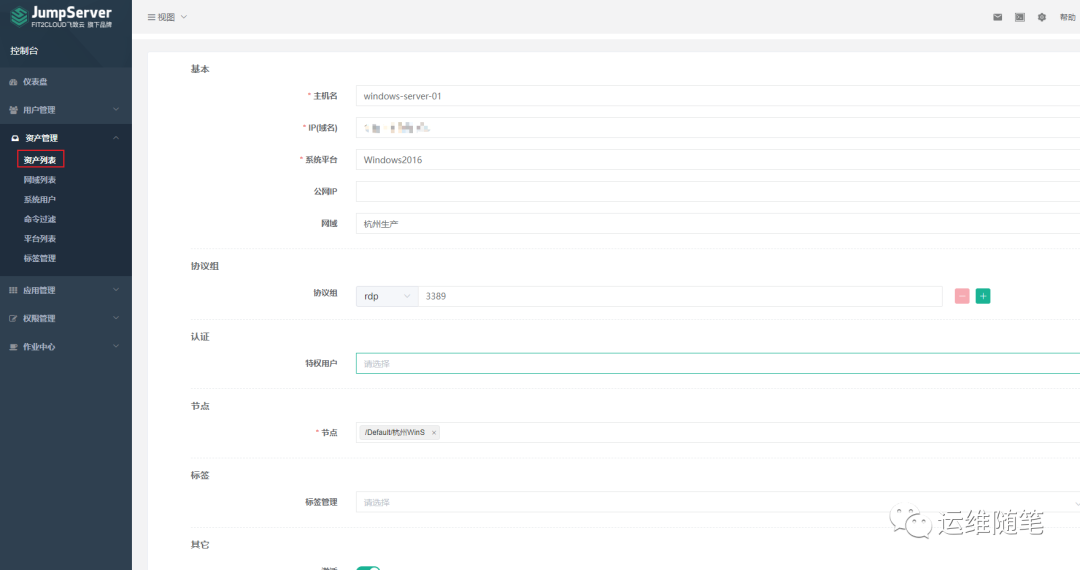 JumpServer
FIT2CLOUD飞致云 旗下品牌
视图
帮助
控制台
仪表盘
用户管理
资产管理
资产列表
网域列表
系统用户
命令过滤
平台列表
标签管理
应用管理
权限管理
作业中心
基本
* 主机名 windows-server-01
* IP(域名)
* 系统平台 Windows2016
公网IP
网域 杭州生产
协议组
协议组 rdp 3389
认证
特权用户 请选择
节点
* 节点 /Default/杭州WinS ×
标签
标签管理 请选择
其它
激活
运维随笔